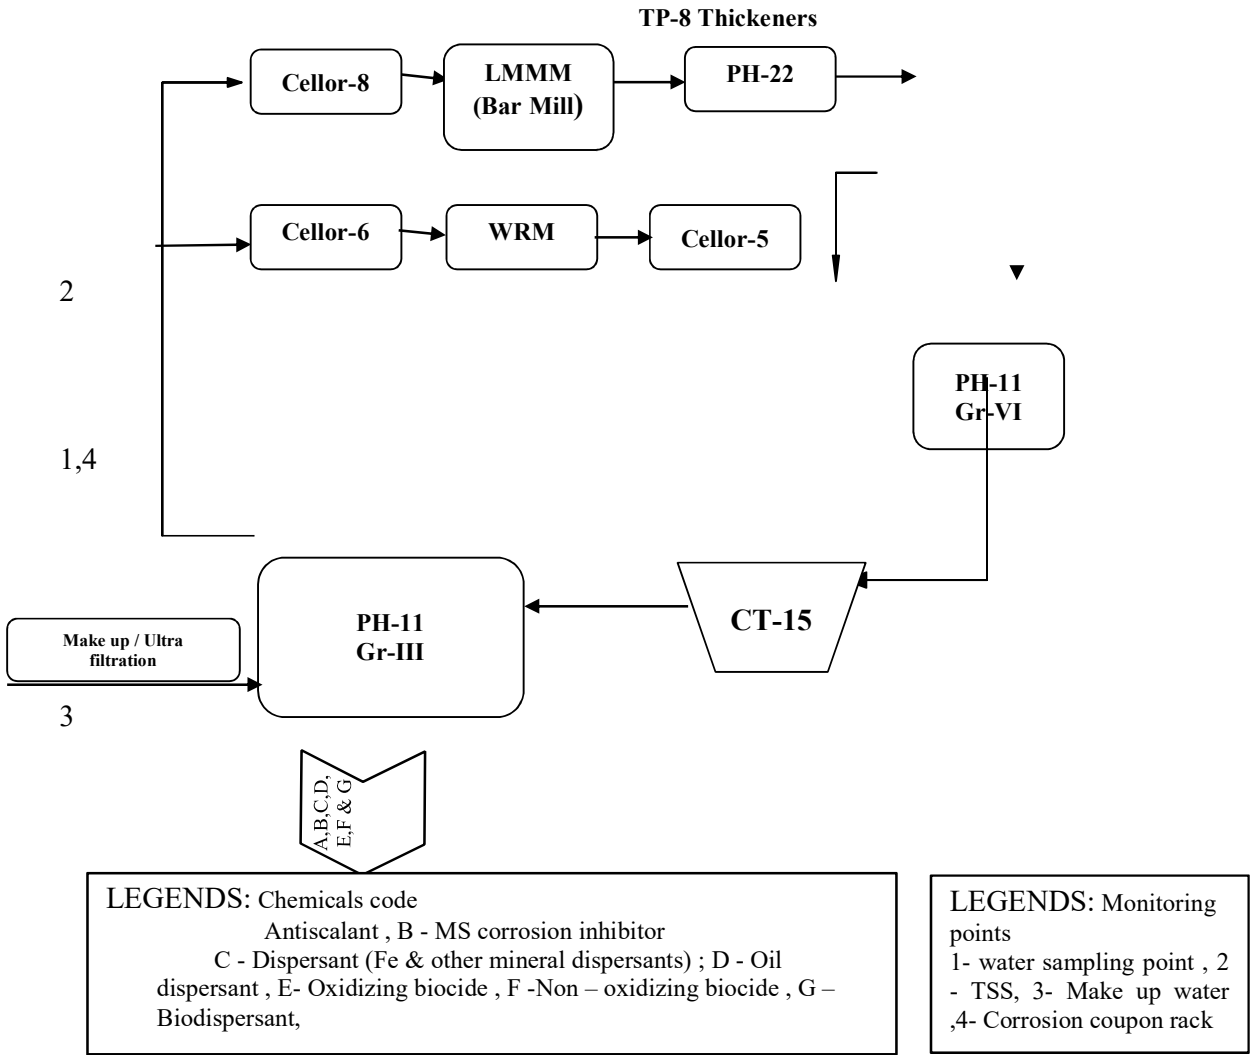 TP-8 Thickeners
Cellor-8
LMMM
(Bar Mill)
PH-22
Cellor-6
WRM
Cellor-5
2
PH-11
Gr-VI
1,4
PH-11
Gr-III
CT-15
Make up / Ultra
filtration
3
A,B,C,D,
E,F & G
LEGENDS: Chemicals code
Antiscalant , B - MS corrosion inhibitor
C - Dispersant (Fe & other mineral dispersants) ; D - Oil
dispersant , E- Oxidizing biocide , F -Non – oxidizing biocide , G –
Biodispersant,
LEGENDS: Monitoring
points
1- water sampling point , 2
- TSS, 3- Make up water
,4- Corrosion coupon rack